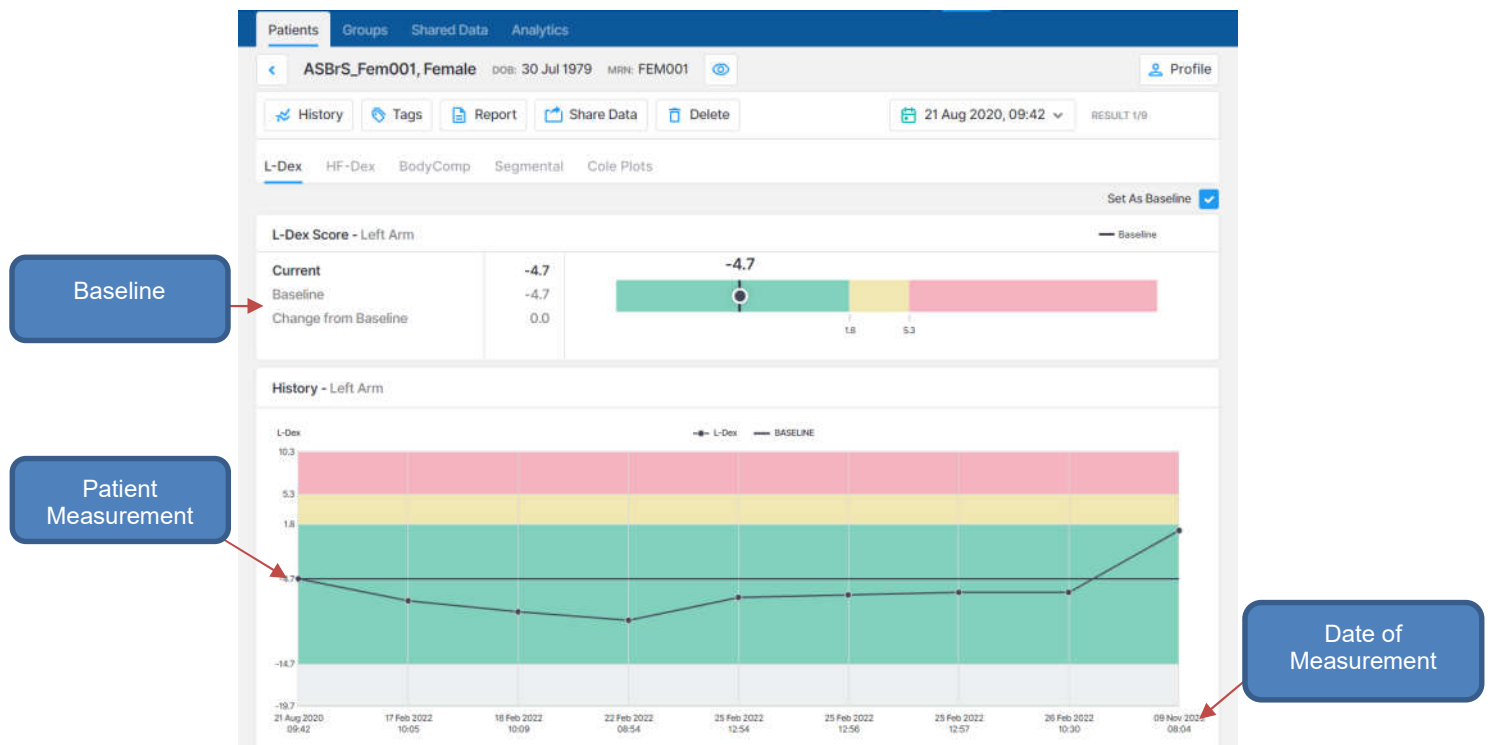 Patients Groups Shared Data Analytics
ASBrS_Fem001, Female DOB: 30 Jul 1979 MRN: FEM001 Profile
History Tags Report Share Data Delete 21 Aug 2020, 09:42 RESULT 1/9
L-Dex HF-Dex BodyComp Segmental Cole Plots
Set As Baseline
L-Dex Score - Left Arm Baseline
Current -4.7 -4.7
Baseline -4.7
Change from Baseline 0.0
1.8 5.3
Baseline
History - Left Arm
L-Dex L-Dex BASELINE
10.3
5.3
1.8
-4.7
-14.7
-19.7
21 Aug 2020 17 Feb 2022 18 Feb 2022 22 Feb 2022 25 Feb 2022 25 Feb 2022 25 Feb 2022 26 Feb 2022 09 Nov
09:42 10:05 10:09 08:54 12:54 12:56 12:57 10:30 08:04
Patient
Measurement
Date of
Measurement